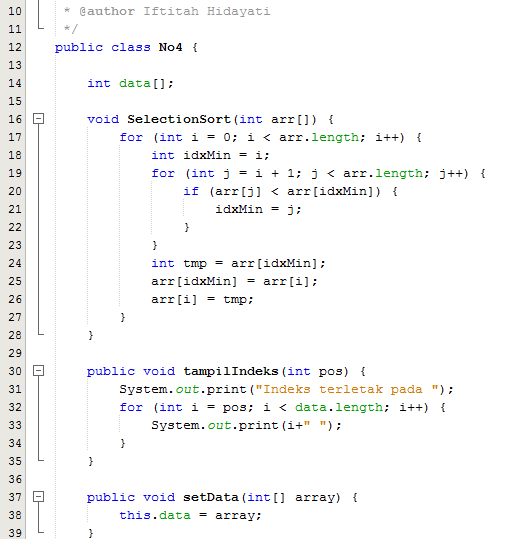 10 * @author Iftitah Hidayati
11 */
12 public class No4 {
13
14 int data[];
15
16 void SelectionSort(int arr[]) {
17 for (int i = 0; i < arr.length; i++) {
18 int idxMin = i;
19 for (int j = i + 1; j < arr.length; j++) {
20 if (arr[j] < arr[idxMin]) {
21 idxMin = j;
22 }
23 }
24 int tmp = arr[idxMin];
25 arr[idxMin] = arr[i];
26 arr[i] = tmp;
27 }
28 }
29
30 public void tampilIndeks(int pos) {
31 System.out.print("Indeks terletak pada ");
32 for (int i = pos; i < data.length; i++) {
33 System.out.print(i+" ");
34 }
35 }
36
37 public void setData(int[] array) {
38 this.data = array;
39 }